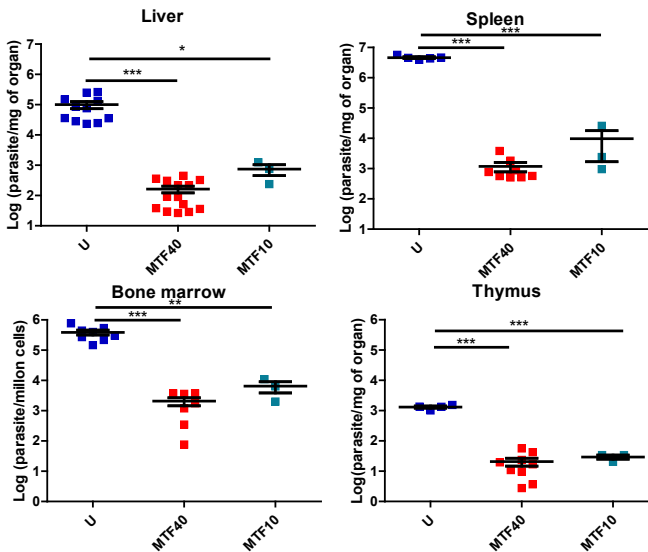 Liver
Log (parasite/mg of organ)
7
6
5
4
3
2
1
*
***
U
MTF40
MTF10
Spleen
Log (parasite/mg of organ)
7
6
5
4
3
2
1
***
***
U
MTF40
MTF10
Bone marrow
Log (parasite/millon cells)
6
5
4
3
2
1
0
**
***
U
MTF40
MTF10
Thymus
Log(parasite/mg of organ)
6
5
4
3
2
1
0
***
***
U
MTF40
MTF10